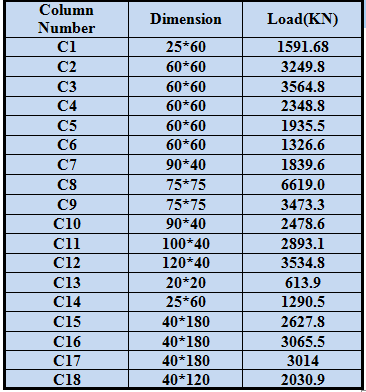 Column Number Dimension Load(KN)
C1 25*60 1591.68
C2 60*60 3249.8
C3 60*60 3564.8
C4 60*60 2348.8
C5 60*60 1935.5
C6 60*60 1326.6
C7 90*40 1839.6
C8 75*75 6619.0
C9 75*75 3473.3
C10 90*40 2478.6
C11 100*40 2893.1
C12 120*40 3534.8
C13 20*20 613.9
C14 25*60 1290.5
C15 40*180 2627.8
C16 40*180 3065.5
C17 40*180 3014
C18 40*120 2030.9